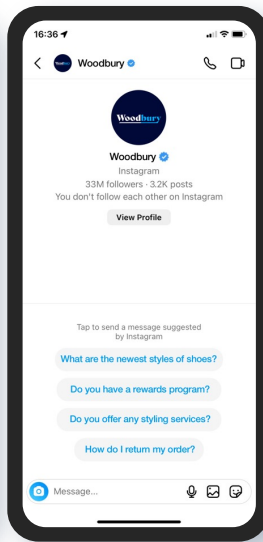 16:36
Woodbury
Woodbury
Woodbury
Instagram
33M followers · 3.2K posts
You don't follow each other on Instagram
View Profile
Tap to send a message suggested
by Instagram
What are the newest styles of shoes?
Do you have a rewards program?
Do you offer any styling services?
How do I return my order?
Message...